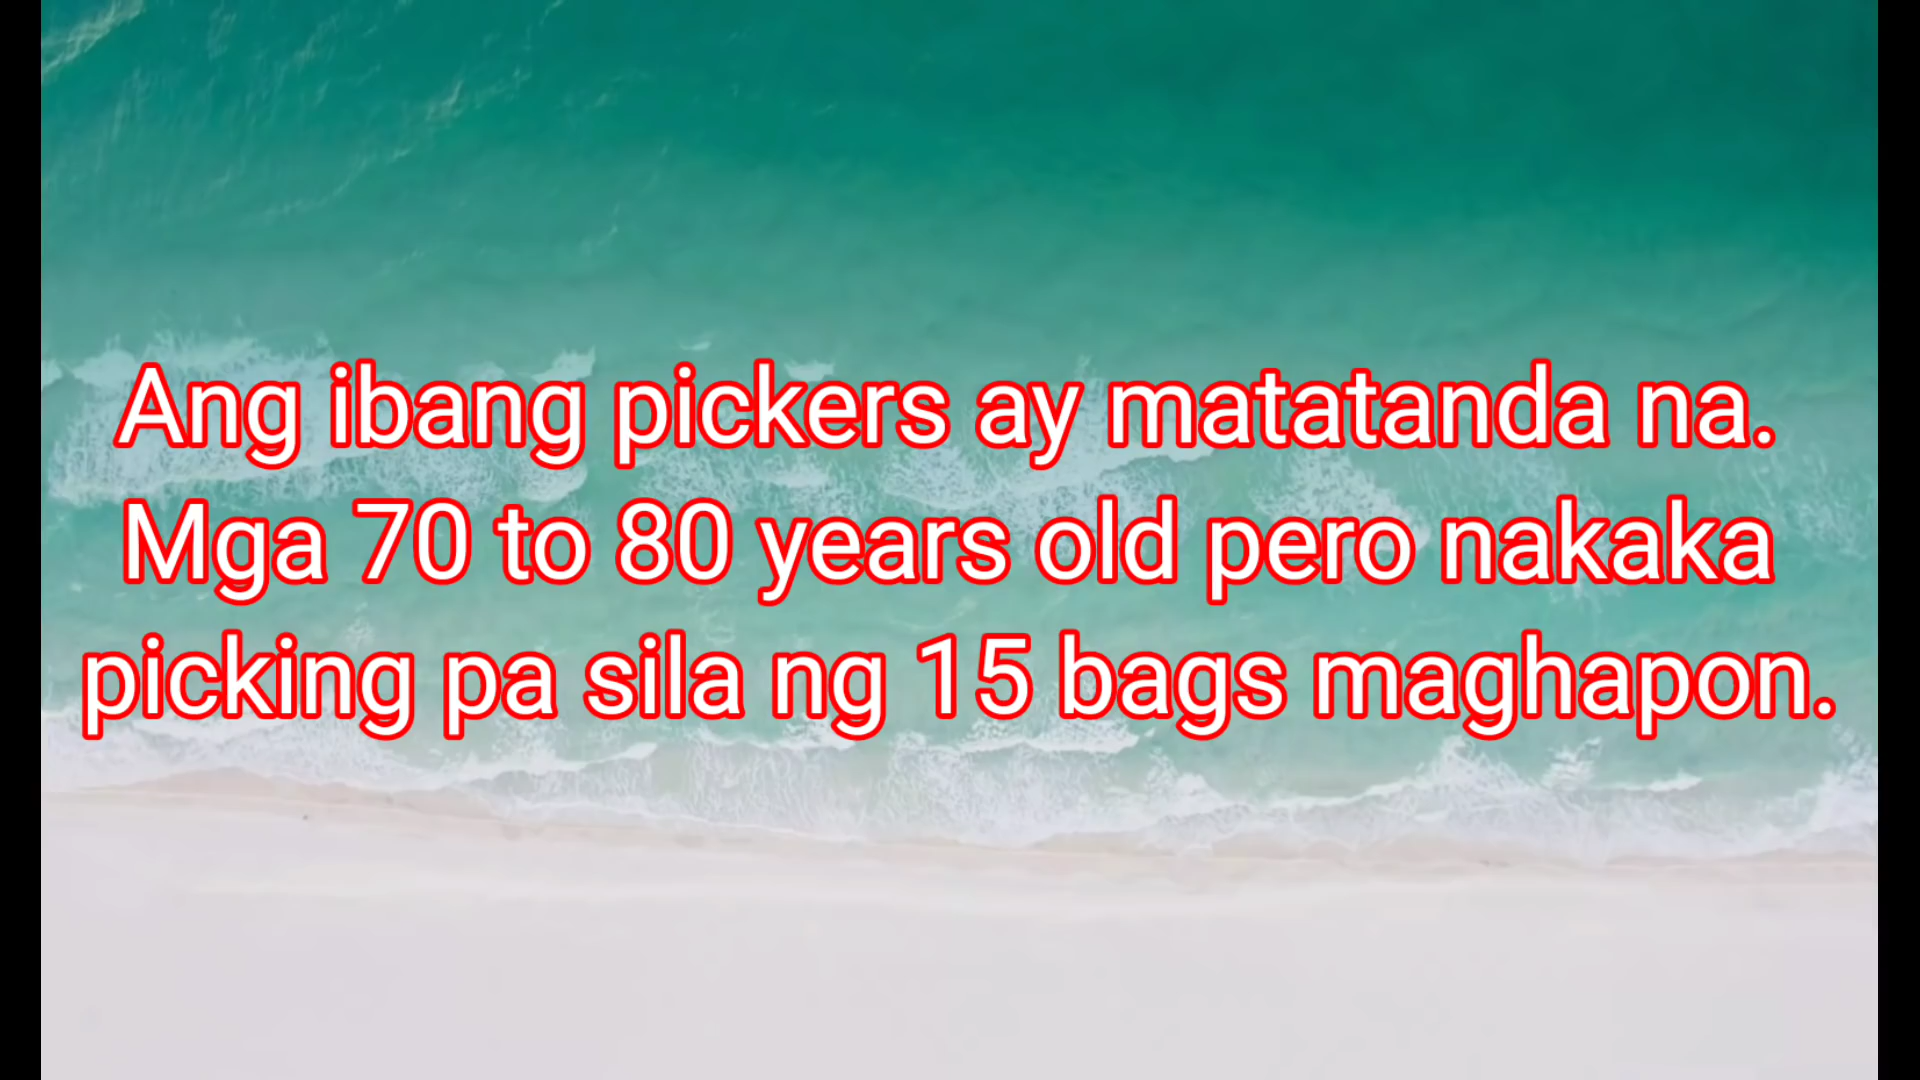 Ang ibang pickers ay matatanda na.
Mga 70 to 80 years old pero nakaka
picking pa sila ng 15 bags maghapon.